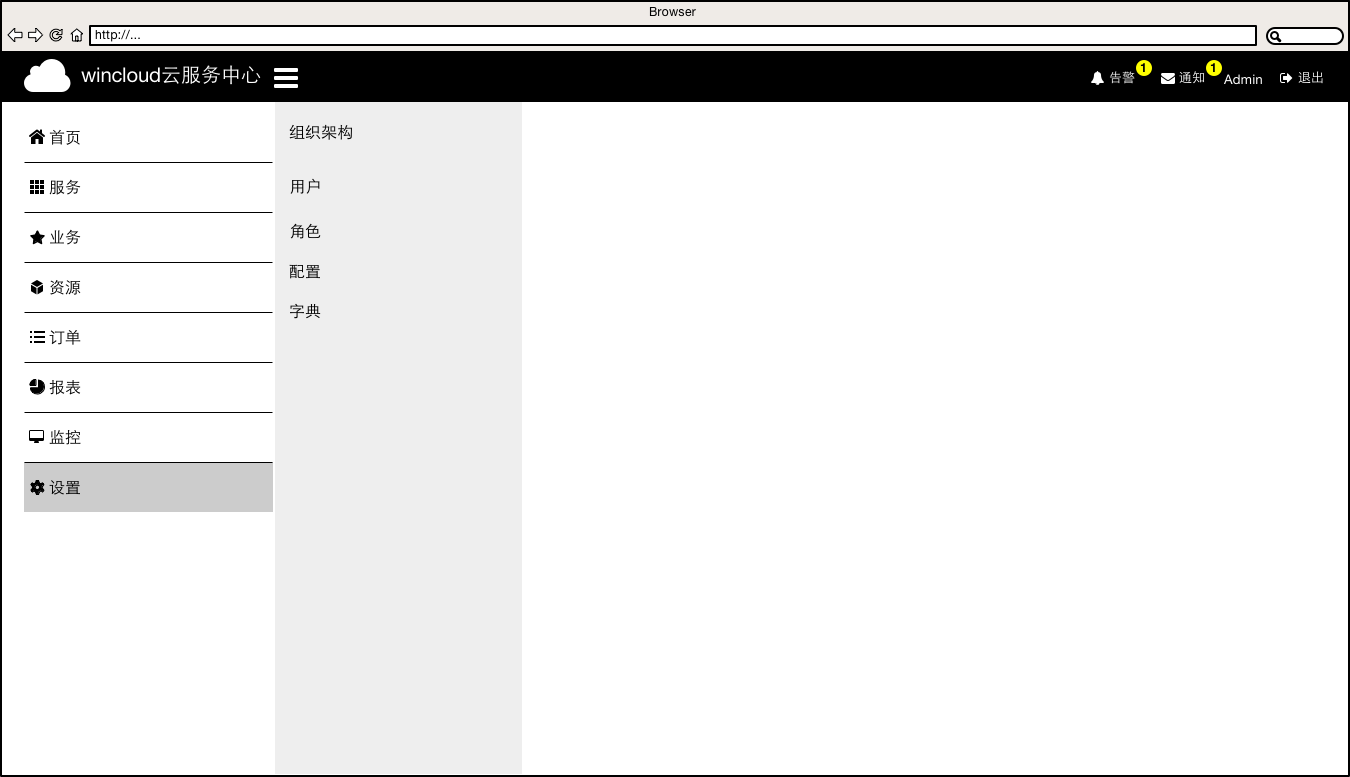 Browser
http://...
wincloud云服务中心
告警 1 通知 1 Admin 退出
首页
服务
业务
资源
订单
报表
监控
设置
组织架构
用户
角色
配置
字典